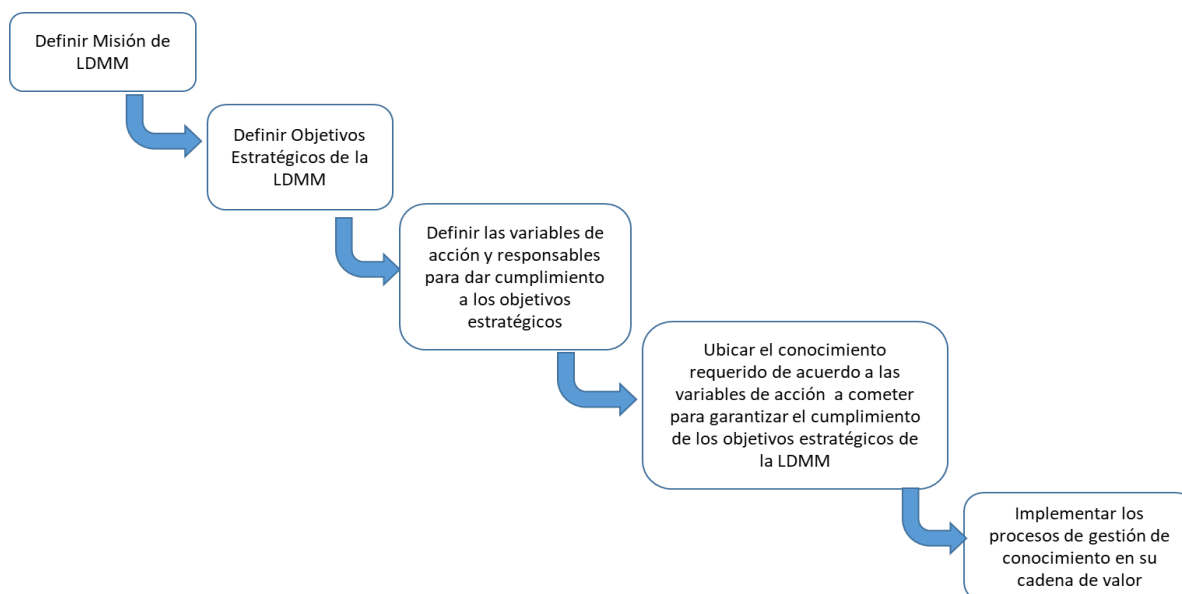 Definir Misión de
LDMM
Definir Objetivos
Estratégicos de la
LDMM
Definir las variables de
acción y responsables
para dar cumplimiento
a los objetivos
estratégicos
Ubicar el conocimiento
requerido de acuerdo a las
variables de acción  a cometer
para garantizar el cumplimiento
de los objetivos estratégicos de
la LDMM
Implementar los
procesos de gestión de
conocimiento en su
cadena de valor